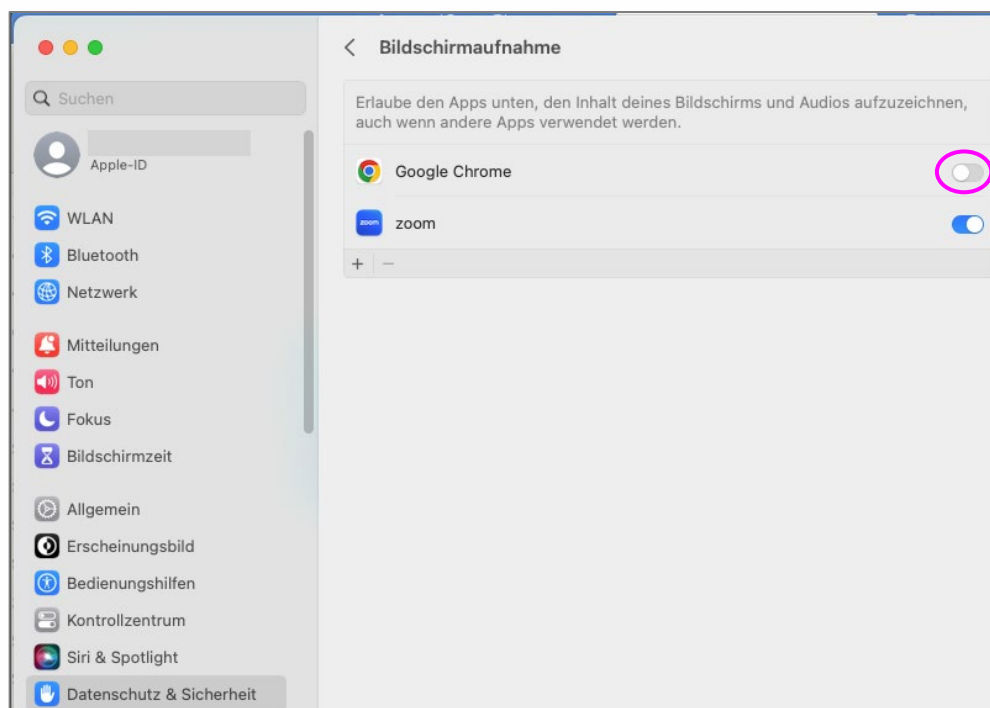 Bildschirmaufnahme
Suchen
Apple-ID
WLAN
Bluetooth
Netzwerk
Mitteilungen
Ton
Fokus
Bildschirmzeit
Allgemein
Erscheinungsbild
Bedienungshilfen
Kontrollzentrum
Siri & Spotlight
Datenschutz & Sicherheit
Erlaube den Apps unten, den Inhalt deines Bildschirms und Audios aufzuzeichnen,
auch wenn andere Apps verwendet werden.
Google Chrome
zoom
zoom